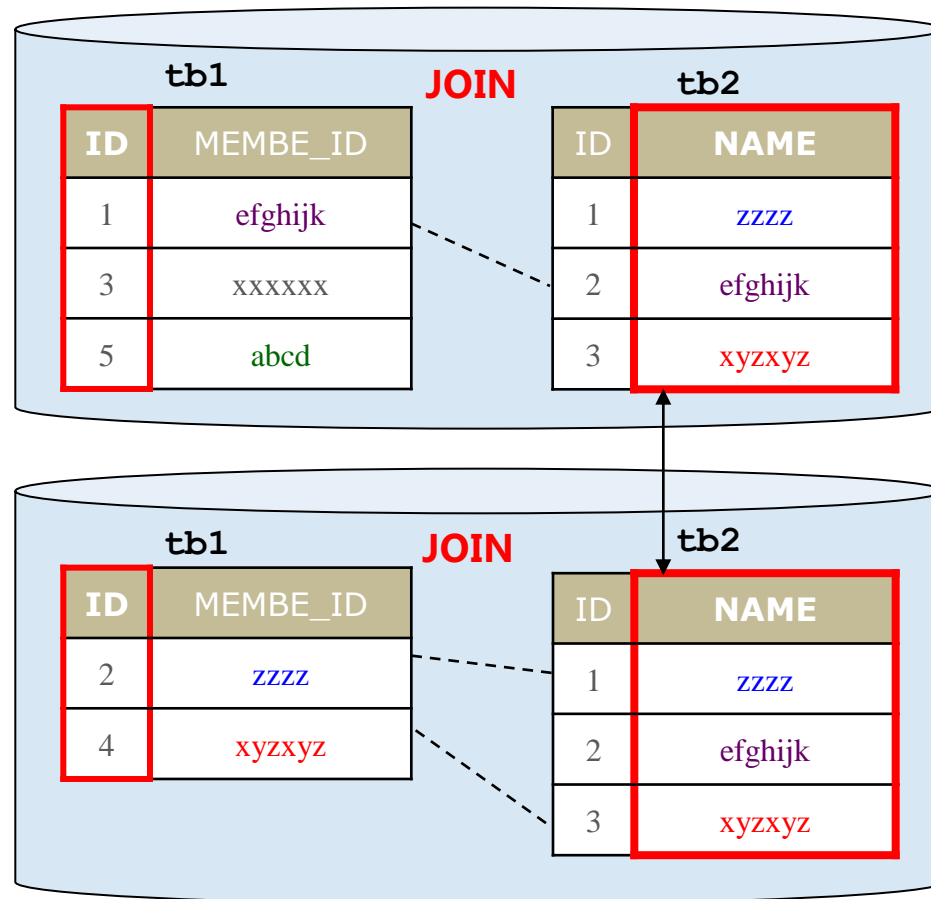 tb1 JOIN tb2
ID MEMBE_ID ID NAME
1 efghijk 1 zzzz
3 xxxxxx 2 efghijk
5 abcd 3 xyzxyz
tb1 JOIN tb2
ID MEMBE_ID ID NAME
2 zzzz 1 zzzz
4 xyzxyz 2 efghijk
3 xyzxyz